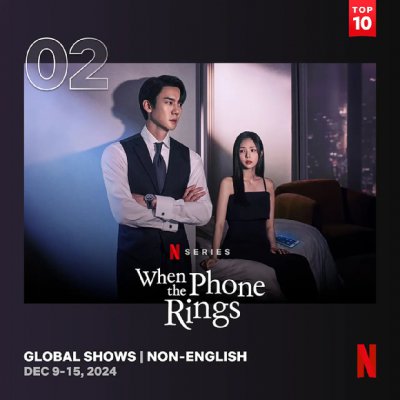 TOP
10
02
N SERIES
When
the Phone
Rings
GLOBAL SHOWS | NON-ENGLISH
DEC 9-15, 2024
N